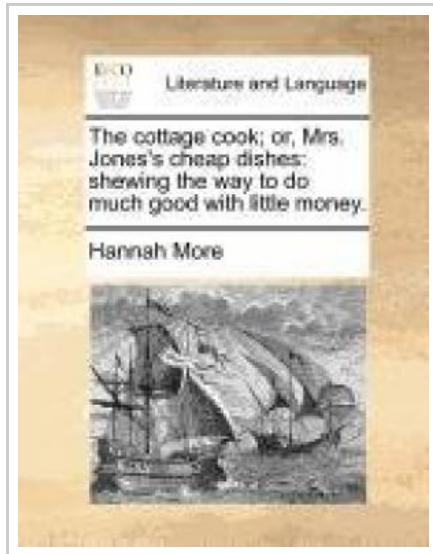 ECCO
Literature and Language
The cottage cook; or, Mrs.
Jones's cheap dishes:
shewing the way to do
much good with little money.
Hannah More